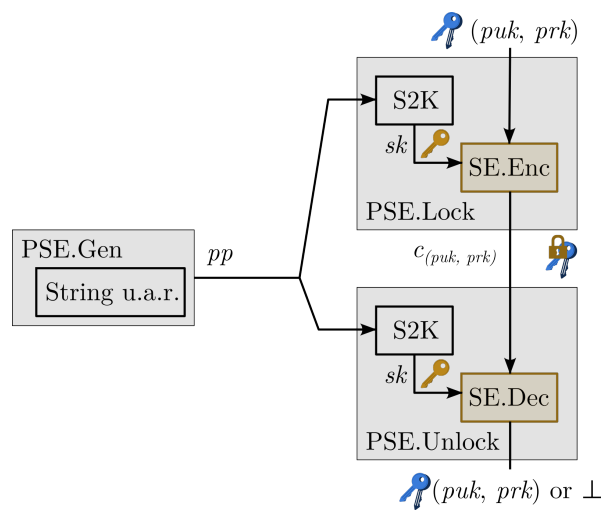 (puk, prk)
S2K
sk
SE.Enc
PSE.Lock
PSE.Gen
String u.a.r.
pp
c(puk, prk)
S2K
sk
SE.Dec
PSE.Unlock
(puk, prk) or ⊥